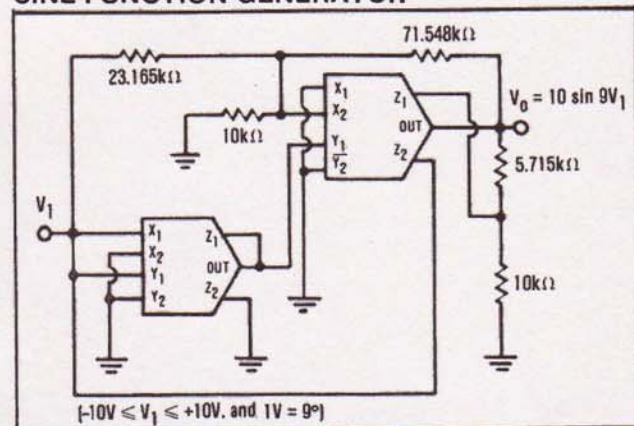 SINE FUNCTION GENERATOR
71.548kΩ
23.165kΩ
10kΩ
X₁
X₂
Y₁
Y₂
Z₁
OUT
Z₂
V₀ = 10 sin 9V₁
5.715kΩ
10kΩ
V₁
X₁
X₂
Y₁
Y₂
Z₁
OUT
Z₂
(-10V ⩽ V₁ ⩽ +10V. and 1V = 9°)